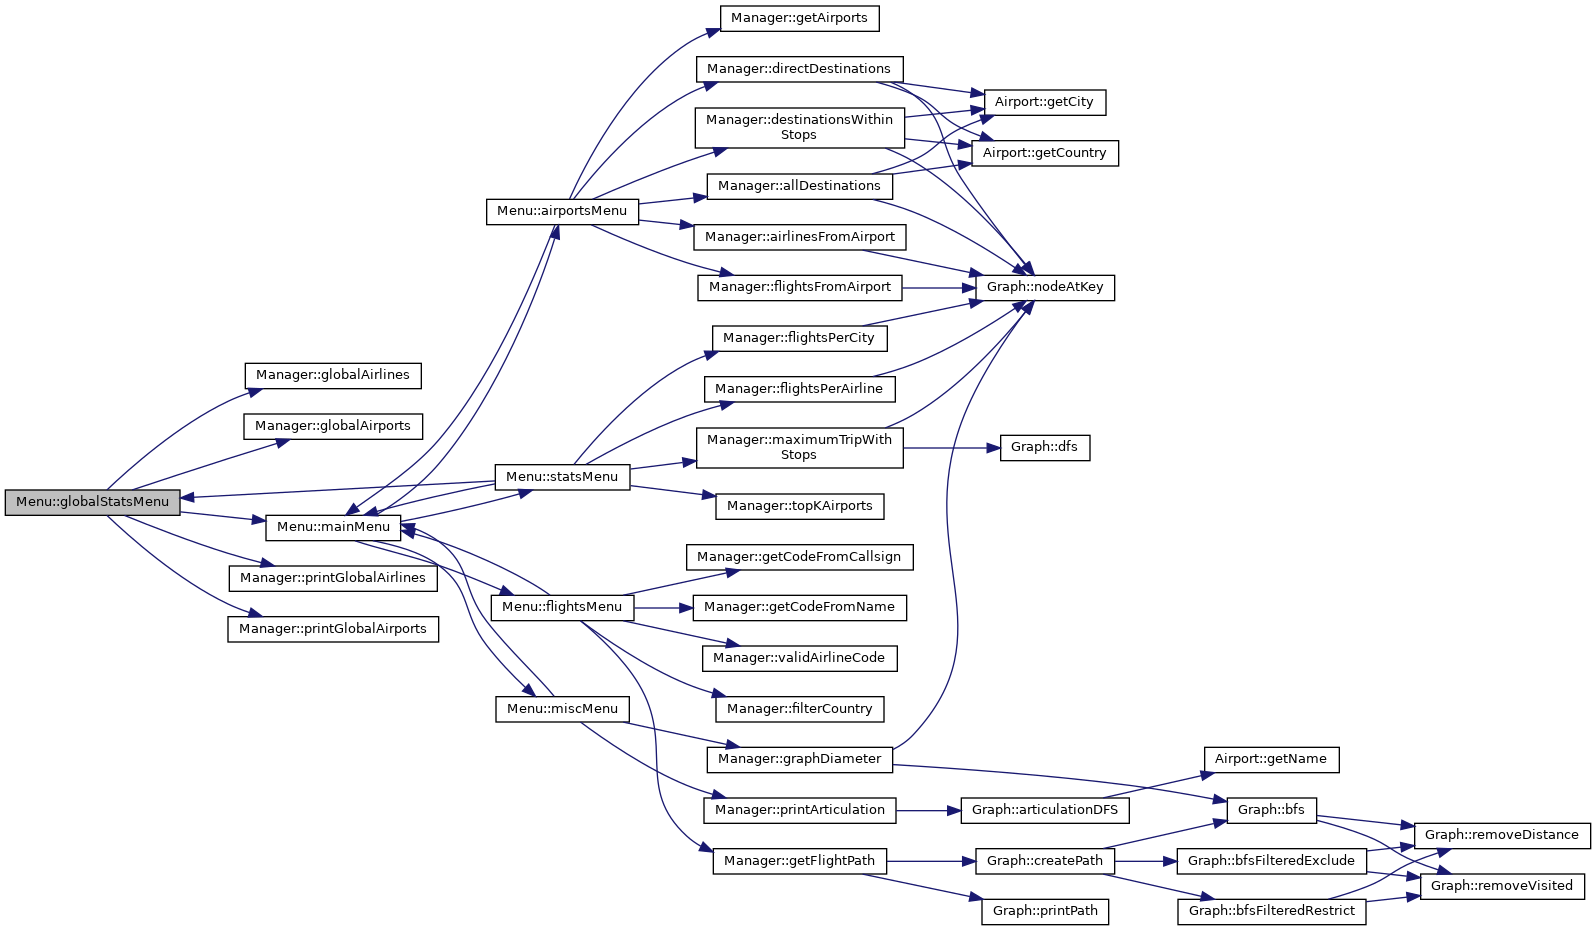 Menu::globalStatsMenu
Manager::globalAirlines
Manager::globalAirports
Menu::mainMenu
Manager::printGlobalAirlines
Manager::printGlobalAirports
Menu::airportsMenu
Menu::statsMenu
Menu::flightsMenu
Menu::miscMenu
Manager::getAirports
Manager::directDestinations
Manager::destinationsWithin
Stops
Manager::allDestinations
Manager::airlinesFromAirport
Manager::flightsFromAirport
Manager::flightsPerCity
Manager::flightsPerAirline
Manager::maximumTripWith
Stops
Manager::topKAirports
Manager::getCodeFromCallsign
Manager::getCodeFromName
Manager::validAirlineCode
Manager::filterCountry
Manager::graphDiameter
Manager::printArticulation
Manager::getFlightPath
Airport::getCity
Airport::getCountry
Graph::nodeAtKey
Graph::dfs
Graph::articulationDFS
Graph::createPath
Graph::printPath
Airport::getName
Graph::bfs
Graph::bfsFilteredExclude
Graph::bfsFilteredRestrict
Graph::removeDistance
Graph::removeVisited